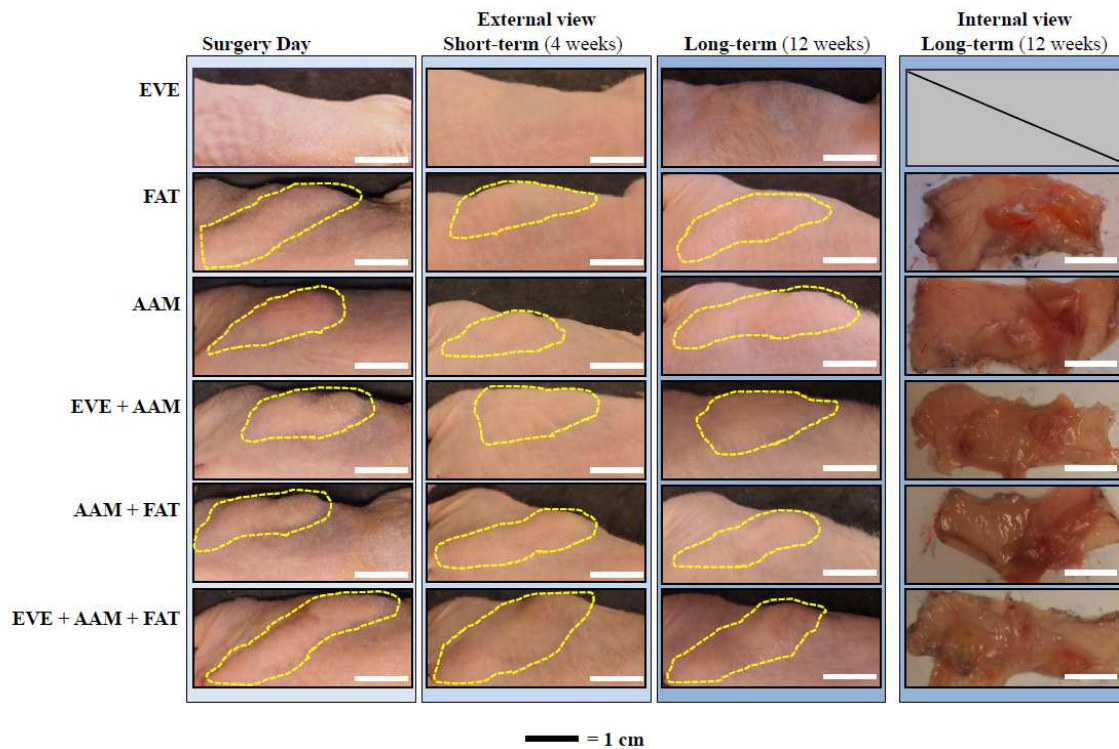 External view
Internal view
Surgery Day
Short-term (4 weeks)
Long-term (12 weeks)
Long-term (12 weeks)
EVE
FAT
AAM
EVE + AAM
AAM + FAT
EVE + AAM + FAT
= 1 cm